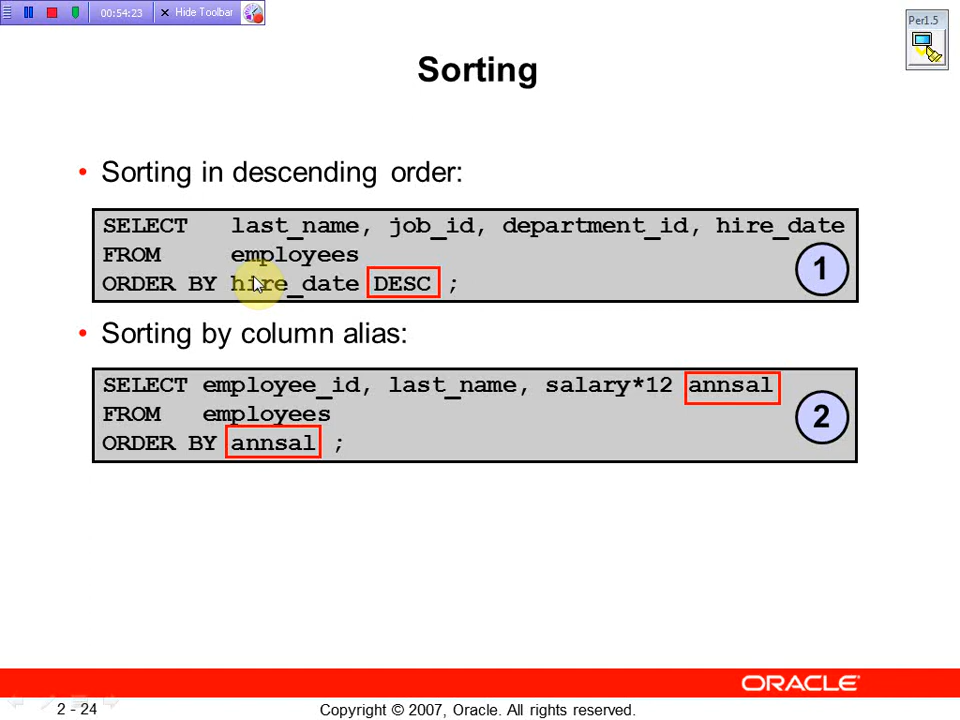 00:54:23 Hide Toolbar
Per1.5
Sorting
• Sorting in descending order:
SELECT last_name, job_id, department_id, hire_date
FROM employees
ORDER BY hire_date DESC ;
1
• Sorting by column alias:
SELECT employee_id, last_name, salary*12 annsal
FROM employees
ORDER BY annsal ;
2
ORACLE
2 - 24 Copyright © 2007, Oracle. All rights reserved.